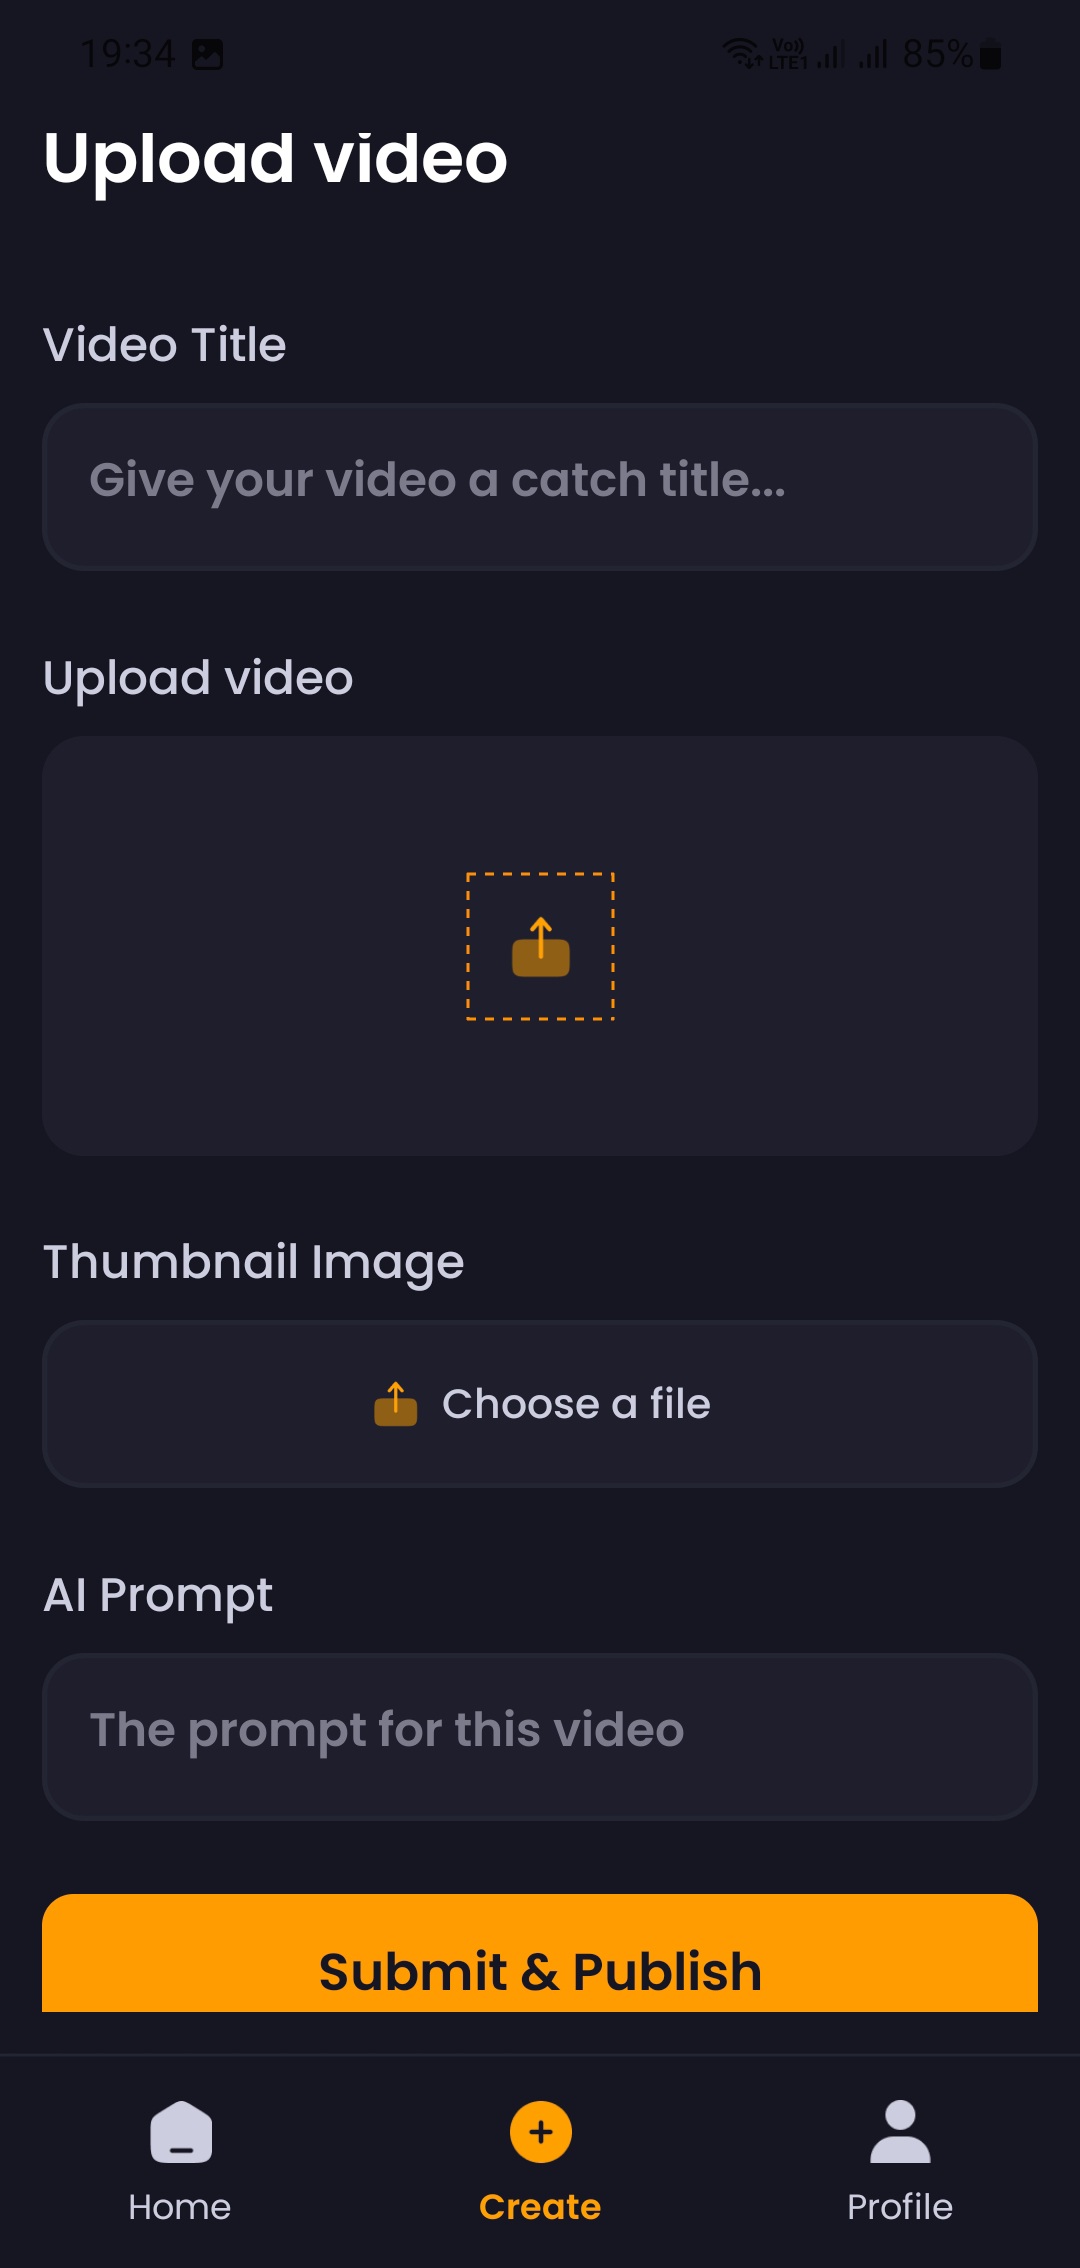 19:34
Vo)) LTE1 85%
Upload video
Video Title
Give your video a catch title...
Upload video
Thumbnail Image
Choose a file
AI Prompt
The prompt for this video
Submit & Publish
Home Create Profile